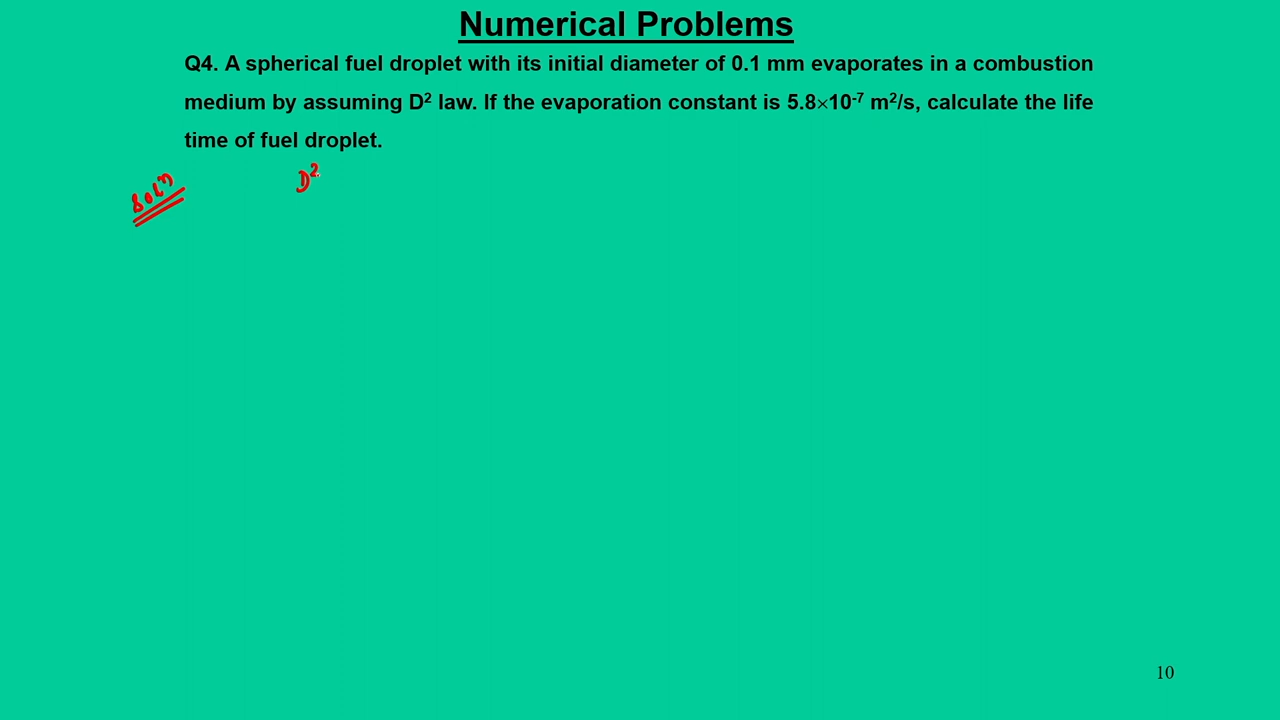 Numerical Problems
Q4. A spherical fuel droplet with its initial diameter of 0.1 mm evaporates in a combustion
medium by assuming D² law. If the evaporation constant is 5.8×10⁻⁷ m²/s, calculate the life
time of fuel droplet.
Solⁿ D²
10